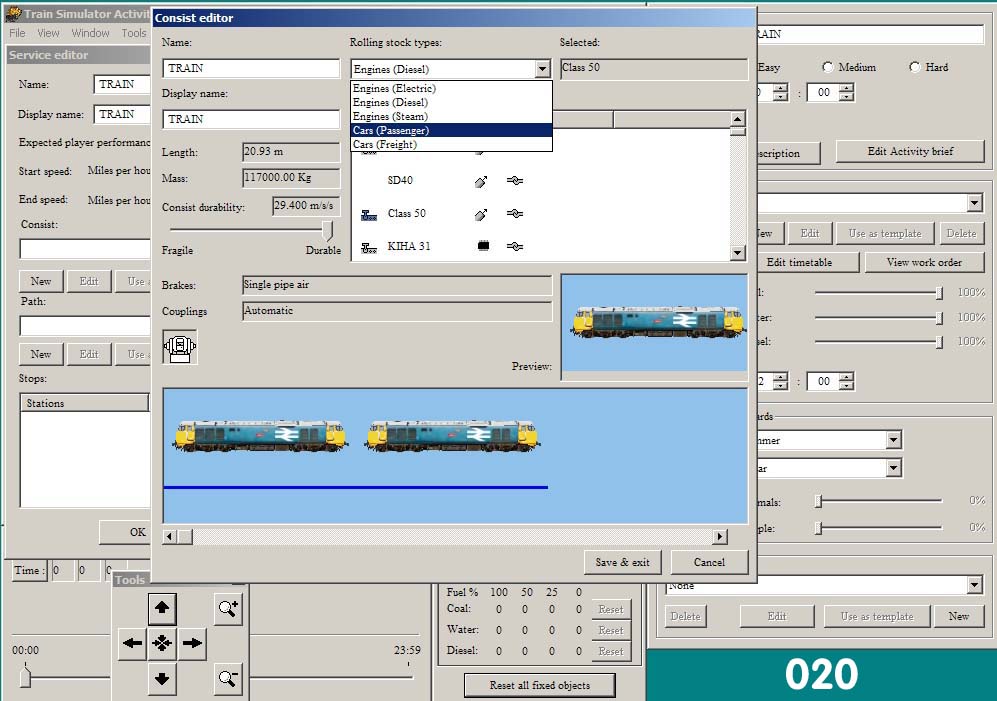 Train Simulator Activit
File View Window Tools
Service editor
Name: TRAIN
Display name: TRAIN
Expected player performanc
Start speed: Miles per hou
End speed: Miles per hou
Consist:
New Edit Use a
Path:
New Edit Use a
Stops:
Stations
OK
Time : 0 0 0
00:00 23:59
Tools
Consist editor
Name: Rolling stock types: Selected:
TRAIN Engines (Diesel) Class 50
Engines (Electric)
Engines (Diesel)
Engines (Steam)
Cars (Passenger)
Cars (Freight)
Display name:
TRAIN
Length: 20.93 m
Mass: 117000.00 Kg
Consist durability: 29.400 m/s/s
Fragile Durable
SD40
Class 50
KIHA 31
Brakes: Single pipe air
Couplings Automatic
Preview:
Save & exit Cancel
Fuel % 100 50 25 0
Coal: 0 0 0 0 Reset
Water: 0 0 0 0 Reset
Diesel: 0 0 0 0 Reset
Reset all fixed objects
RAIN
Easy Medium Hard
0 : 00
scription Edit Activity brief
New Edit Use as template Delete
Edit timetable View work order
l: 100%
ter: 100%
sel: 100%
2 : 00
ards
mmer
ar
mals: 0%
ple: 0%
None
Delete Edit Use as template New
020